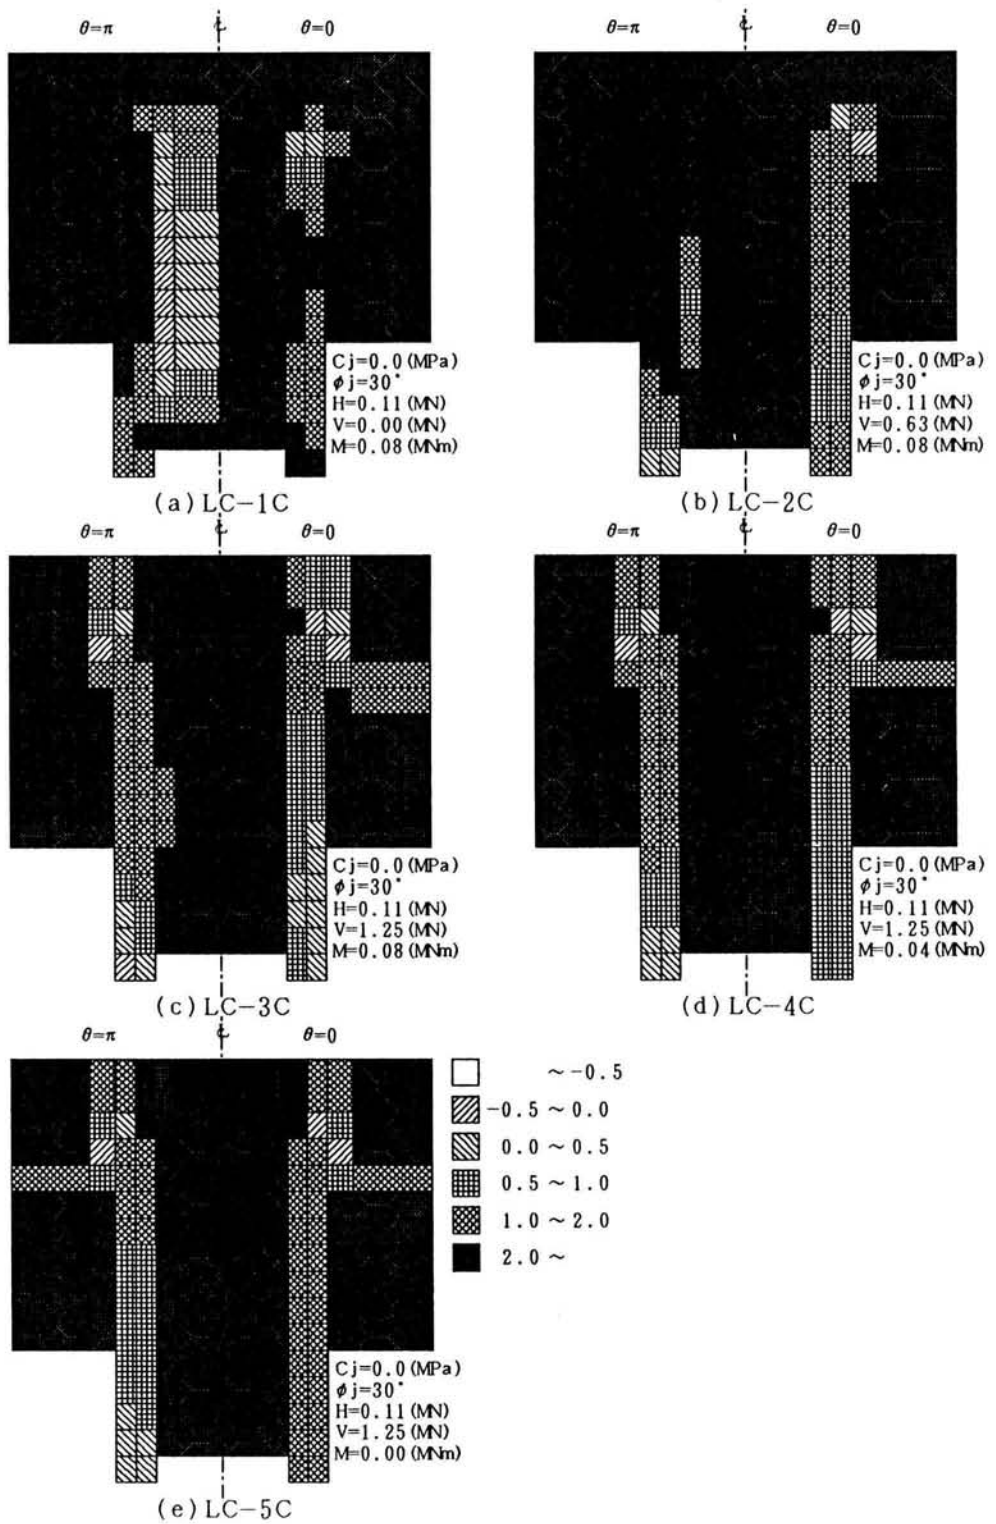 θ=π ℄ θ=0
θ=π ℄ θ=0
Cj=0.0(MPa)
φj=30°
H=0.11(MN)
V=0.00(MN)
M=0.08(MNm)
(a) LC-1C
Cj=0.0(MPa)
φj=30°
H=0.11(MN)
V=0.63(MN)
M=0.08(MNm)
(b) LC-2C
θ=π ℄ θ=0
θ=π ℄ θ=0
Cj=0.0(MPa)
φj=30°
H=0.11(MN)
V=1.25(MN)
M=0.08(MNm)
(c) LC-3C
Cj=0.0(MPa)
φj=30°
H=0.11(MN)
V=1.25(MN)
M=0.04(MNm)
(d) LC-4C
θ=π ℄ θ=0
Cj=0.0(MPa)
φj=30°
H=0.11(MN)
V=1.25(MN)
M=0.00(MNm)
(e) LC-5C
～-0.5
-0.5～0.0
0.0～0.5
0.5～1.0
1.0～2.0
2.0～